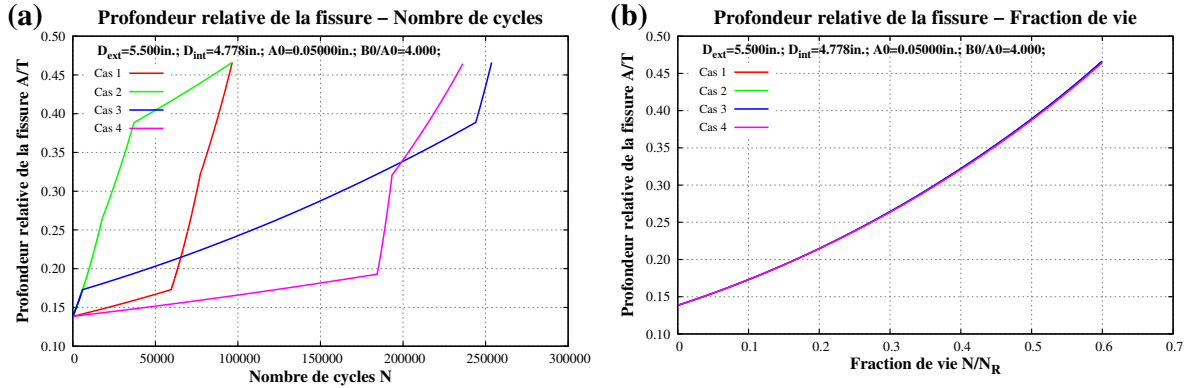 (a)
Profondeur relative de la fissure – Nombre de cycles
D_ext=5.500in.; D_int=4.778in.; A0=0.05000in.; B0/A0=4.000;
Cas 1
Cas 2
Cas 3
Cas 4
Profondeur relative de la fissure A/T
0.50
0.45
0.40
0.35
0.30
0.25
0.20
0.15
0.10
0 50000 100000 150000 200000 250000 300000
Nombre de cycles N
(b)
Profondeur relative de la fissure – Fraction de vie
D_ext=5.500in.; D_int=4.778in.; A0=0.05000in.; B0/A0=4.000;
Cas 1
Cas 2
Cas 3
Cas 4
Profondeur relative de la fissure A/T
0.50
0.45
0.40
0.35
0.30
0.25
0.20
0.15
0.10
0 0.1 0.2 0.3 0.4 0.5 0.6 0.7
Fraction de vie N/N_R